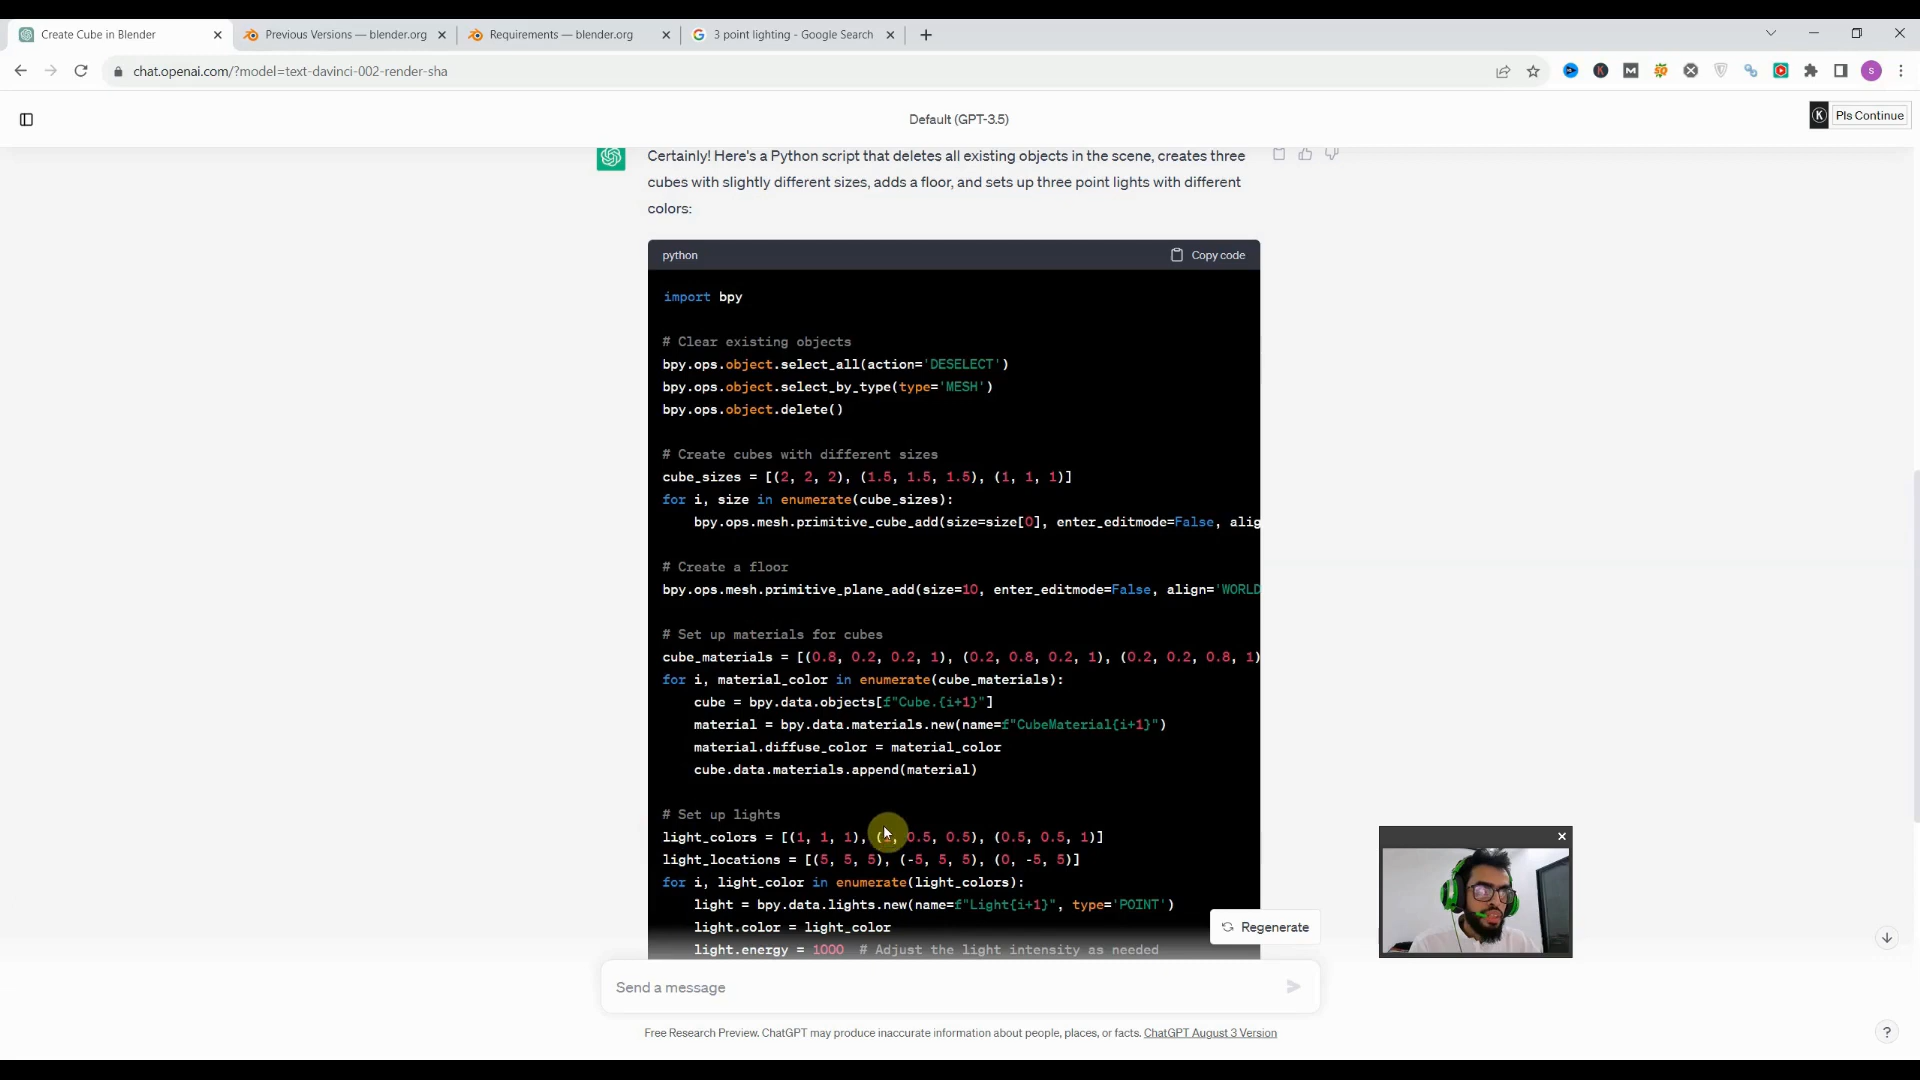 Create Cube in Blender
Previous Versions — blender.org
Requirements — blender.org
3 point lighting - Google Search
chat.openai.com/?model=text-davinci-002-render-sha
Default (GPT-3.5)
Pls Continue
Certainly! Here's a Python script that deletes all existing objects in the scene, creates three
cubes with slightly different sizes, adds a floor, and sets up three point lights with different
colors:
python
Copy code
import bpy
# Clear existing objects
bpy.ops.object.select_all(action='DESELECT')
bpy.ops.object.select_by_type(type='MESH')
bpy.ops.object.delete()
# Create cubes with different sizes
cube_sizes = [(2, 2, 2), (1.5, 1.5, 1.5), (1, 1, 1)]
for i, size in enumerate(cube_sizes):
bpy.ops.mesh.primitive_cube_add(size=size[0], enter_editmode=False, alig
# Create a floor
bpy.ops.mesh.primitive_plane_add(size=10, enter_editmode=False, align='WORLD
# Set up materials for cubes
cube_materials = [(0.8, 0.2, 0.2, 1), (0.2, 0.8, 0.2, 1), (0.2, 0.2, 0.8, 1)
for i, material_color in enumerate(cube_materials):
cube = bpy.data.objects[f"Cube.{i+1}"]
material = bpy.data.materials.new(name=f"CubeMaterial{i+1}")
material.diffuse_color = material_color
cube.data.materials.append(material)
# Set up lights
light_colors = [(1, 1, 1), (1, 0.5, 0.5), (0.5, 0.5, 1)]
light_locations = [(5, 5, 5), (-5, 5, 5), (0, -5, 5)]
for i, light_color in enumerate(light_colors):
light = bpy.data.lights.new(name=f"Light{i+1}", type='POINT')
light.color = light_color
light.energy = 1000 # Adjust the light intensity as needed
Regenerate
Send a message
Free Research Preview. ChatGPT may produce inaccurate information about people, places, or facts. ChatGPT August 3 Version